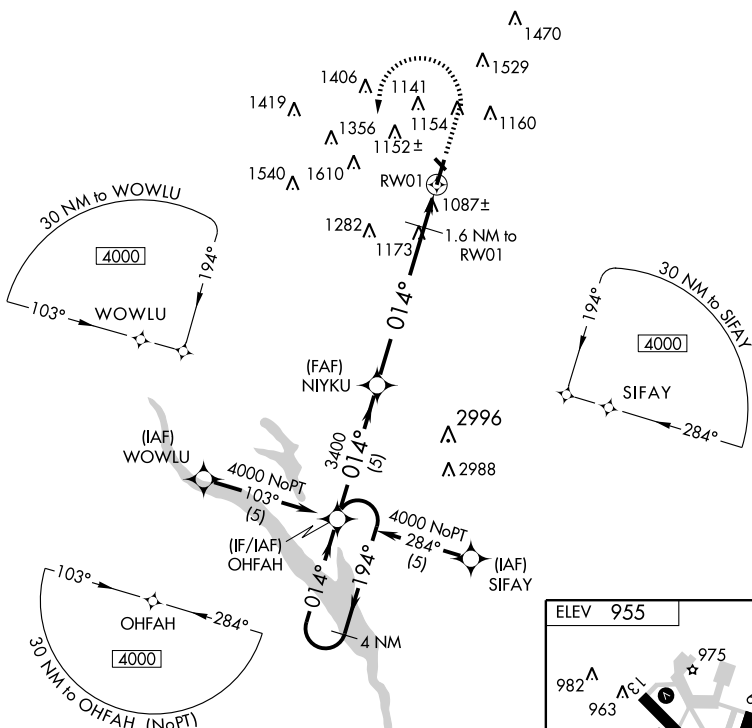 1470
1529
1406
1141
1419
1154
1160
1356
1152 ±
1610
1540
RW01
30 NM to WOWLU
1087±
1282
1173
1.6 NM to
RW01
4000
194°
103°
WOWLU
014°
30 NM to SIFAY
194°
4000
SIFAY
284°
(FAF)
NIYKU
2996
2988
3400
014°
(5)
(IAF)
WOWLU
4000 NoPT
103°
(5)
4000 NoPT
284°
(5)
(IF/IAF)
OHFAH
(IAF)
SIFAY
014°
194°
4 NM
103°
OHFAH
284°
4000
30 NM to OHFAH (NoPT)
ELEV 955
975
982
963
13
V